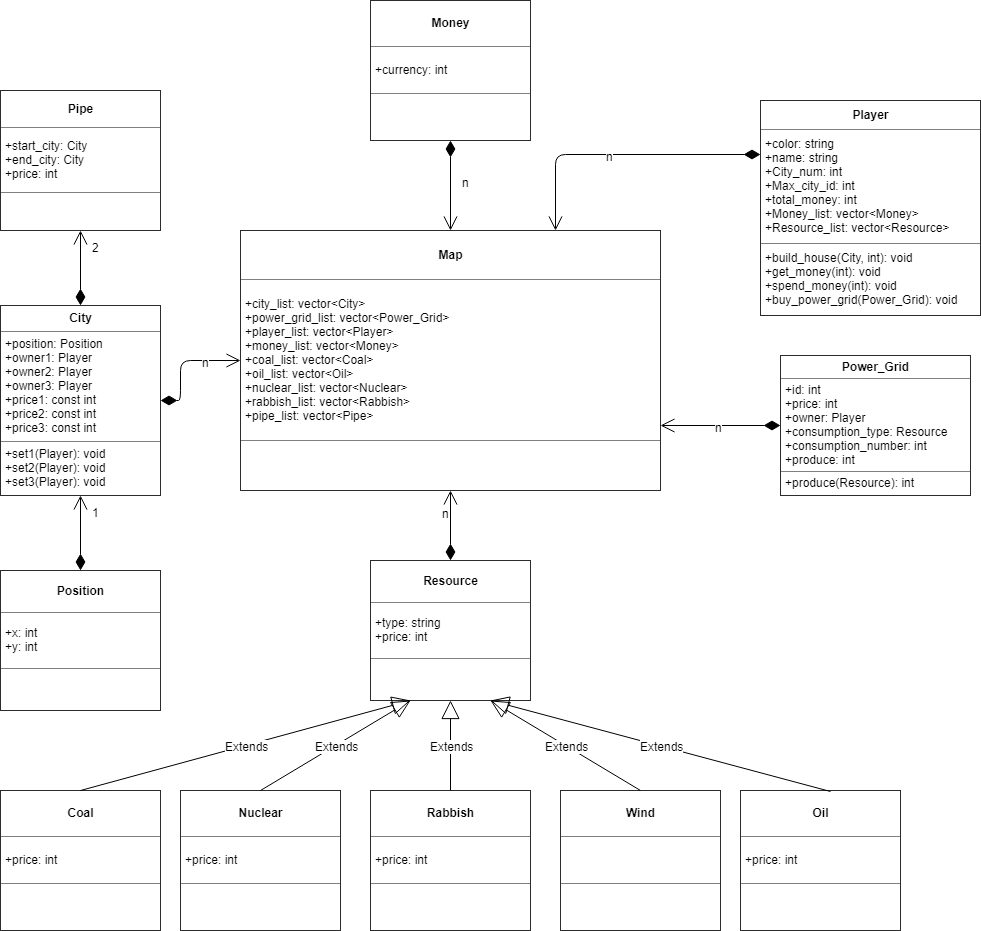 Money
+currency: int
n
Pipe
+start_city: City
+end_city: City
+price: int
2
Player
+color: string
+name: string
+City_num: int
+Max_city_id: int
+total_money: int
+Money_list: vector<Money>
+Resource_list: vector<Resource>
+build_house(City, int): void
+get_money(int): void
+spend_money(int): void
+buy_power_grid(Power_Grid): void
n
Map
+city_list: vector<City>
+power_grid_list: vector<Power_Grid>
+player_list: vector<Player>
+money_list: vector<Money>
+coal_list: vector<Coal>
+oil_list: vector<Oil>
+nuclear_list: vector<Nuclear>
+rabbish_list: vector<Rabbish>
+pipe_list: vector<Pipe>
City
+position: Position
+owner1: Player
+owner2: Player
+owner3: Player
+price1: const int
+price2: const int
+price3: const int
+set1(Player): void
+set2(Player): void
+set3(Player): void
n
1
Power_Grid
+id: int
+price: int
+owner: Player
+consumption_type: Resource
+consumption_number: int
+produce: int
+produce(Resource): int
n
Position
+x: int
+y: int
n
Resource
+type: string
+price: int
Extends
Extends
Extends
Extends
Extends
Coal
+price: int
Nuclear
+price: int
Rabbish
+price: int
Wind
Oil
+price: int